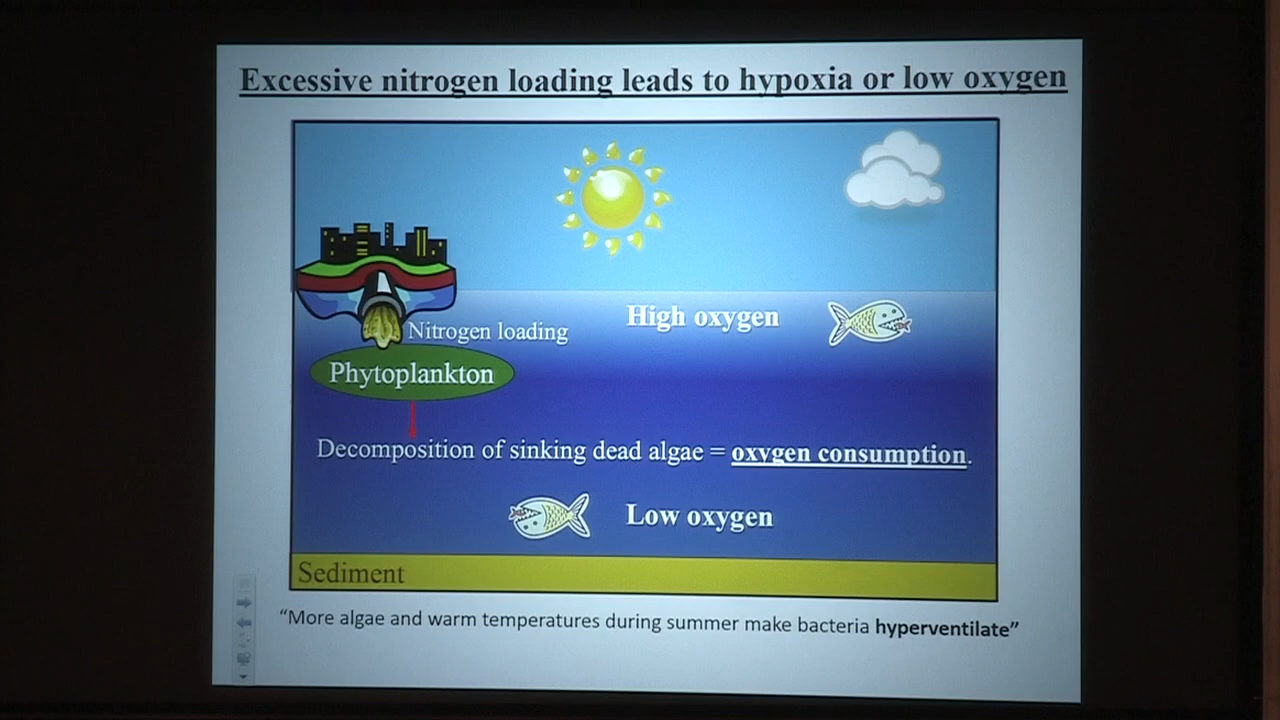 Excessive nitrogen loading leads to hypoxia or low oxygen
High oxygen
Nitrogen loading
Phytoplankton
Decomposition of sinking dead algae = oxygen consumption.
Low oxygen
Sediment
“More algae and warm temperatures during summer make bacteria hyperventilate”